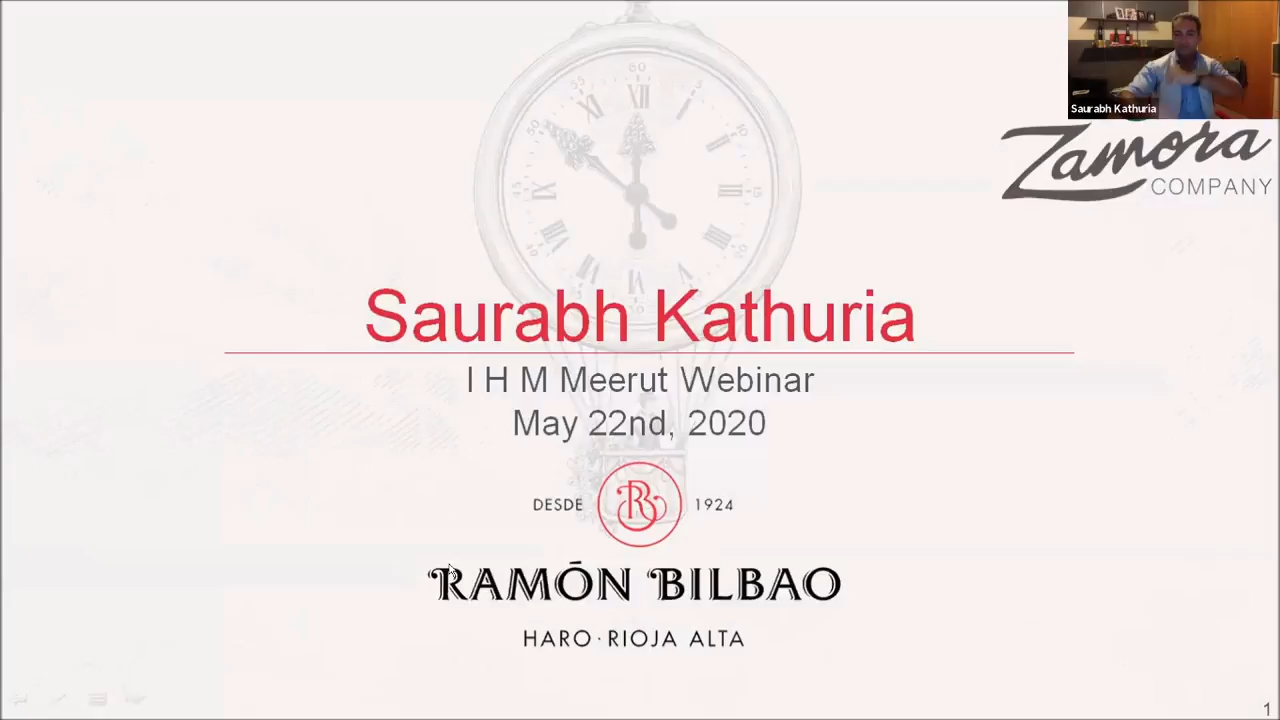 Saurabh Kathuria
Zamora
COMPANY
Saurabh Kathuria
I H M Meerut Webinar
May 22nd, 2020
DESDE
RB
1924
RAMÓN BILBAO
HARO · RIOJA ALTA
1